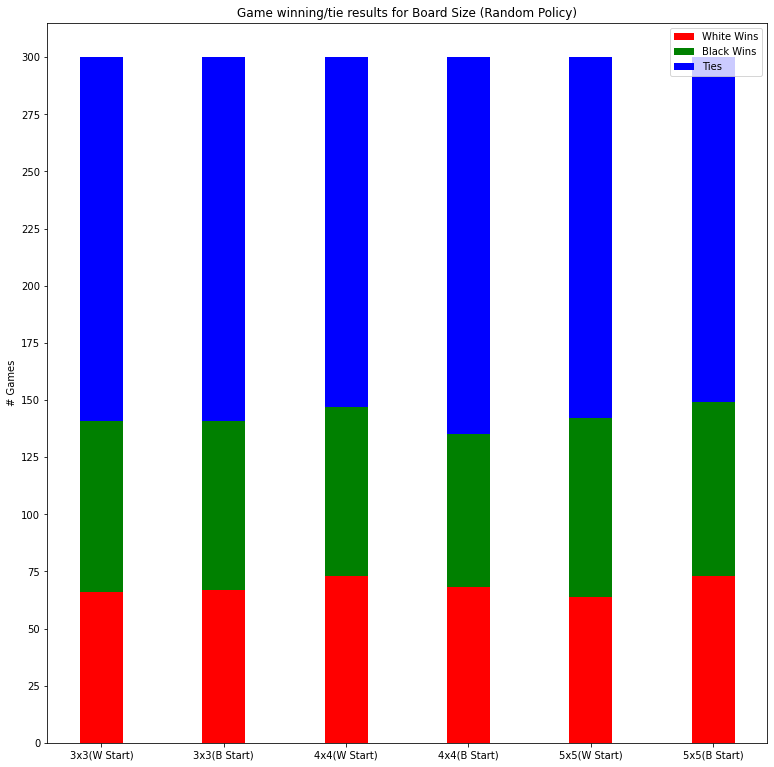 Game winning/tie results for Board Size (Random Policy)
White Wins
Black Wins
Ties
300
275
250
225
200
175
150
125
100
75
50
25
0
# Games
3x3(W Start)
3x3(B Start)
4x4(W Start)
4x4(B Start)
5x5(W Start)
5x5(B Start)